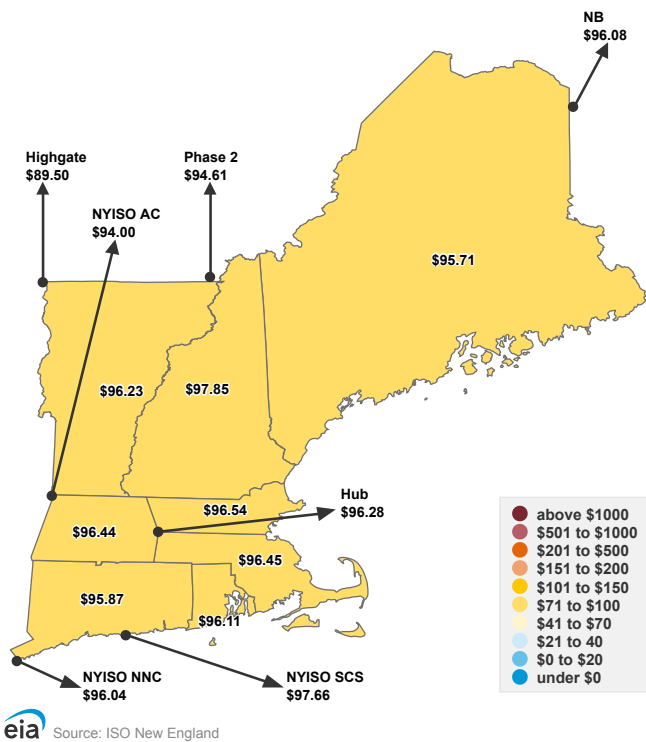 NB
$96.08
Highgate
$89.50
Phase 2
$94.61
NYISO AC
$94.00
$95.71
$96.23
$97.85
Hub
$96.28
$96.54
$96.44
$96.45
$95.87
$96.11
NYISO NNC
$96.04
NYISO SCS
$97.66
above $1000
$501 to $1000
$201 to $500
$151 to $200
$101 to $150
$71 to $100
$41 to $70
$21 to 40
$0 to $20
under $0
eia Source: ISO New England